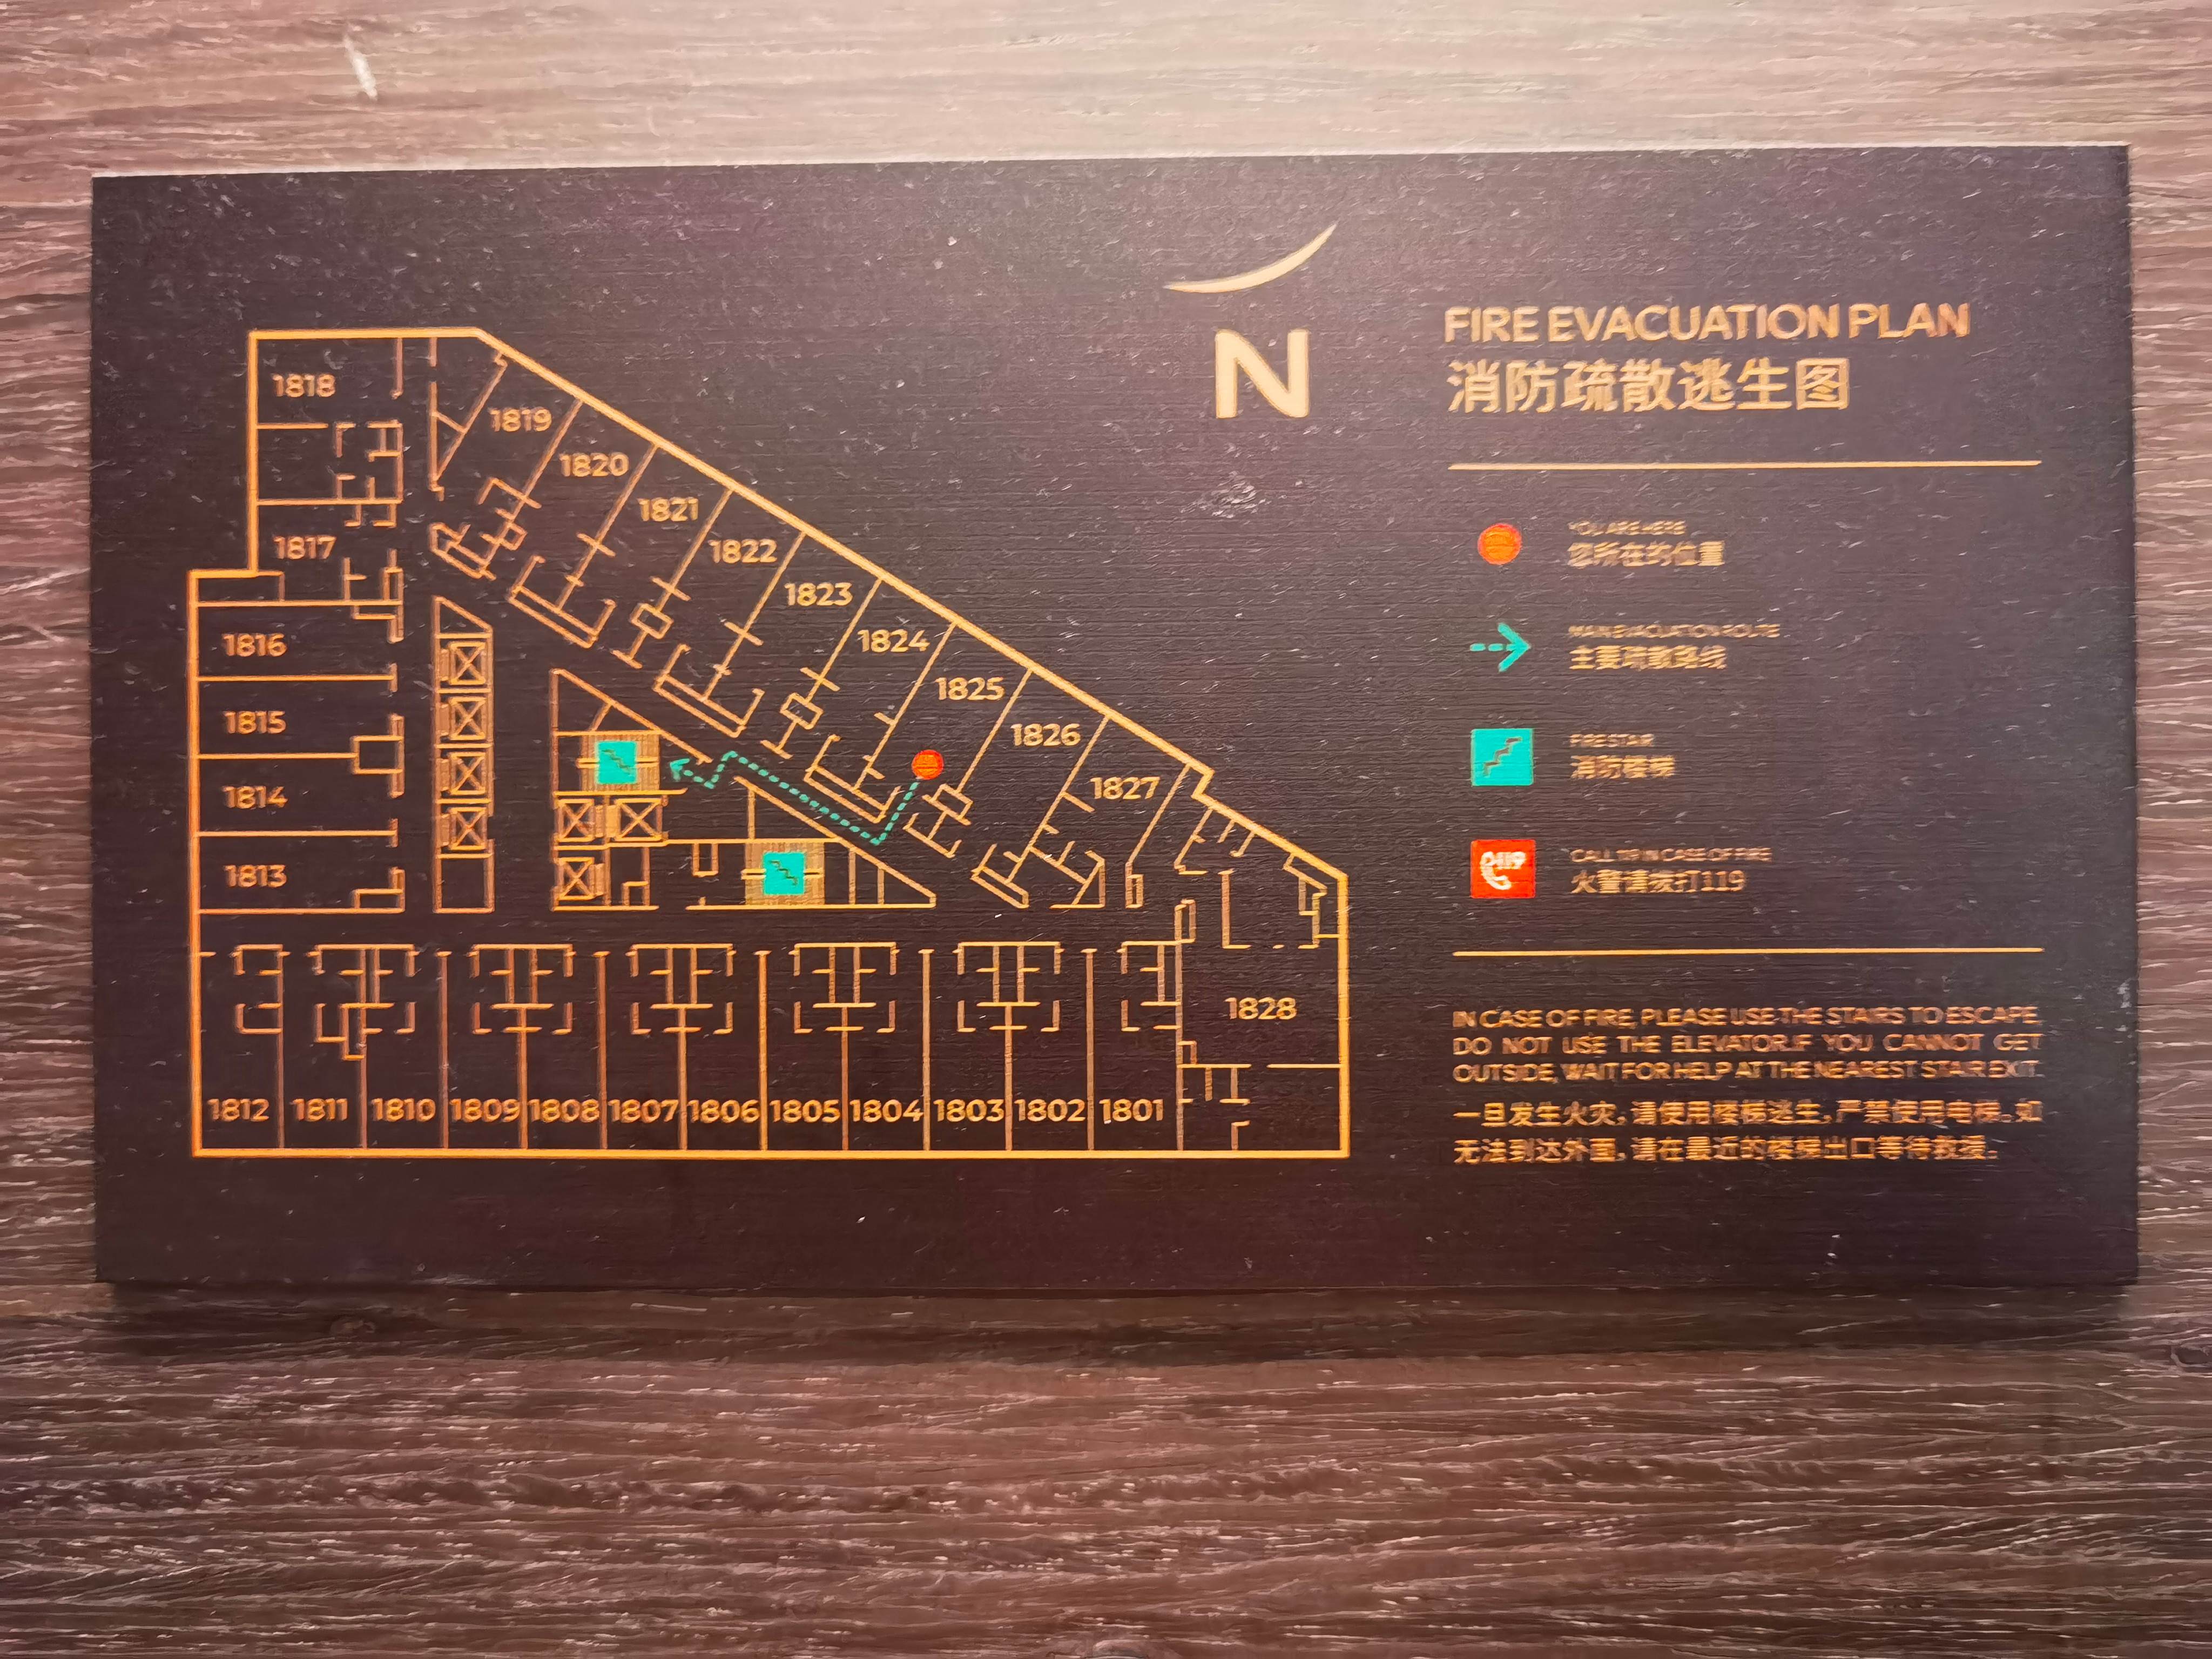 N
FIRE EVACUATION PLAN
消防疏散逃生图
YOU ARE HERE
您所在的位置
MAIN EVACUATION ROUTE
主要疏散路线
FIRE STAIR
消防楼梯
119
CALL 119 IN CASE OF FIRE
火警请拨打119
IN CASE OF FIRE, PLEASE USE THE STAIRS TO ESCAPE,
DO NOT USE THE ELEVATOR.IF YOU CANNOT GET
OUTSIDE, WAIT FOR HELP AT THE NEAREST STAIR EXIT.
一旦发生火灾,请使用楼梯逃生,严禁使用电梯。如
无法到达外面,请在最近的楼梯出口等待救援。
1818
1819
1820
1821
1817
1822
1823
1824
1816
1825
1815
1826
1827
1814
1813
1828
1812 1811 1810 1809 1808 1807 1806 1805 1804 1803 1802 1801